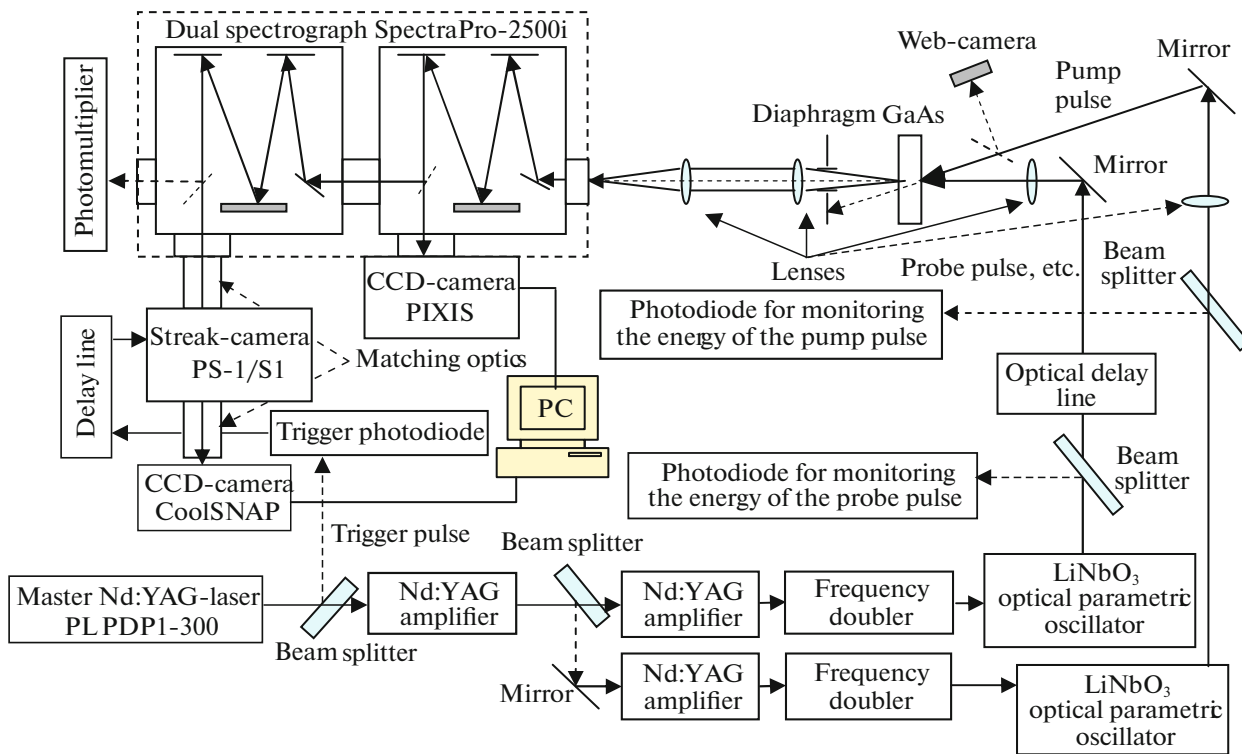 Dual spectrograph SpectraPro-2500i
Photomultiplier
Web-camera
Mirror
Pump
pulse
Diaphragm GaAs
Mirror
Lenses
Probe pulse, etc.
Beam
splitter
CCD-camera
PIXIS
Photodiode for monitoring
the energy of the pump pulse
Delay line
Streak-camera
PS-1/S1
Matching optics
Optical delay
line
PC
Trigger photodiode
Photodiode for monitoring
the energy of the probe pulse
Beam
splitter
CCD-camera
CoolSNAP
Trigger pulse
Beam splitter
Master Nd:YAG-laser
PL PDP1-300
Beam splitter
Nd:YAG
amplifier
Nd:YAG
amplifier
Frequency
doubler
LiNbO₃
optical parametric
oscillator
Mirror
Nd:YAG
amplifier
Frequency
doubler
LiNbO₃
optical parametric
oscillator